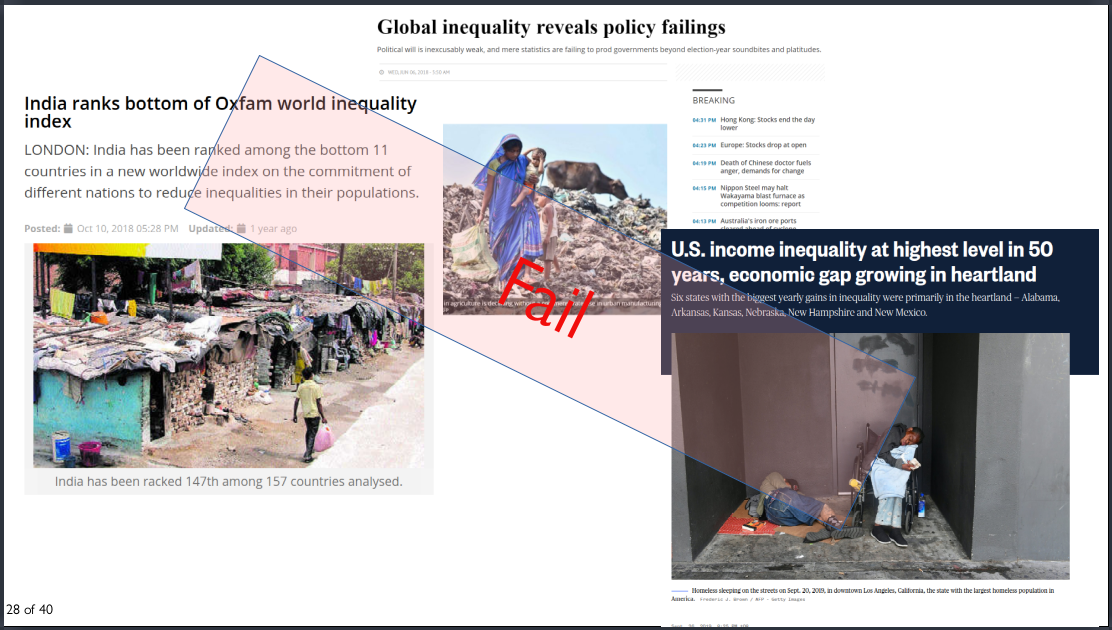 Global inequality reveals policy failings
Political will is inexcusably weak, and mere statistics are failing to prod governments beyond election-year soundbites and platitudes.
WED, JUN 06, 2018 - 5:50 AM
India ranks bottom of Oxfam world inequality
index
LONDON: India has been ranked among the bottom 11
countries in a new worldwide index on the commitment of
different nations to reduce inequalities in their populations.
Posted: Oct 10, 2018 05:28 PM Updated: 1 year ago
India has been racked 147th among 157 countries analysed.
in agriculture is declining without
Fail
BREAKING
04:31 PM Hong Kong: Stocks end the day
lower
04:23 PM Europe: Stocks drop at open
04:19 PM Death of Chinese doctor fuels
anger, demands for change
04:15 PM Nippon Steel may halt
Wakayama blast furnace as
competition looms: report
04:13 PM Australia's iron ore ports
cleared ahead of cyclone
U.S. income inequality at highest level in 50
years, economic gap growing in heartland
Six states with the biggest yearly gains in inequality were primarily in the heartland – Alabama,
Arkansas, Kansas, Nebraska, New Hampshire and New Mexico.
Homeless sleeping on the streets on Sept. 20, 2019, in downtown Los Angeles, California, the state with the largest homeless population in
America. Frederic J. Brown / AFP - Getty Images
28 of 40